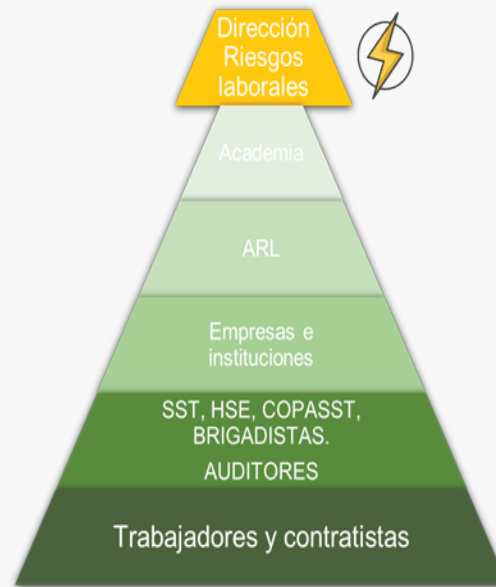 Dirección
Riesgos
laborales
Academia
ARL
Empresas e
instituciones
SST, HSE, COPASST,
BRIGADISTAS.
AUDITORES
Trabajadores y contratistas